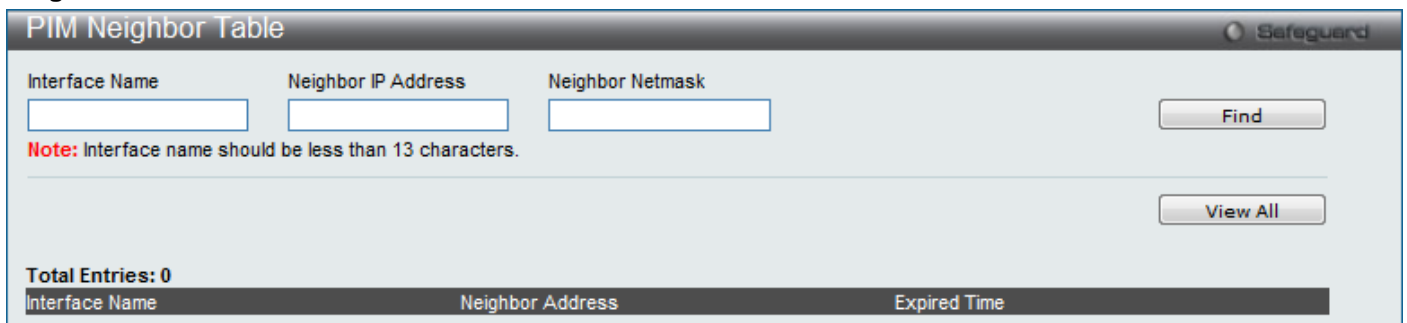 PIM Neighbor Table
Safeguard
Interface Name Neighbor IP Address Neighbor Netmask
Find
Note: Interface name should be less than 13 characters.
View All
Total Entries: 0
Interface Name Neighbor Address Expired Time